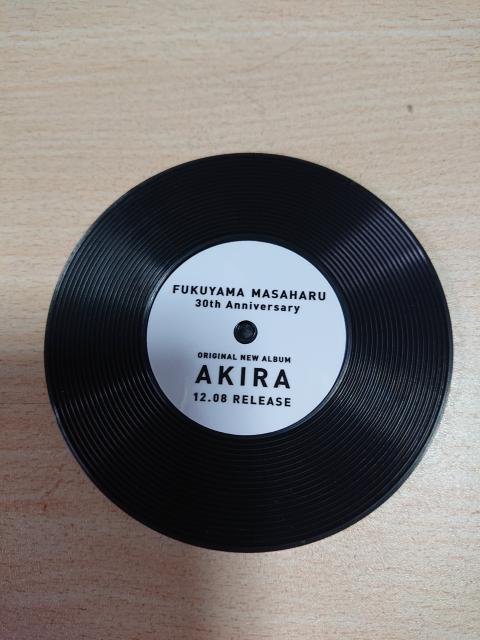 FUKUYAMA MASAHARU
30th Anniversary
ORIGINAL NEW ALBUM
AKIRA
12.08 RELEASE